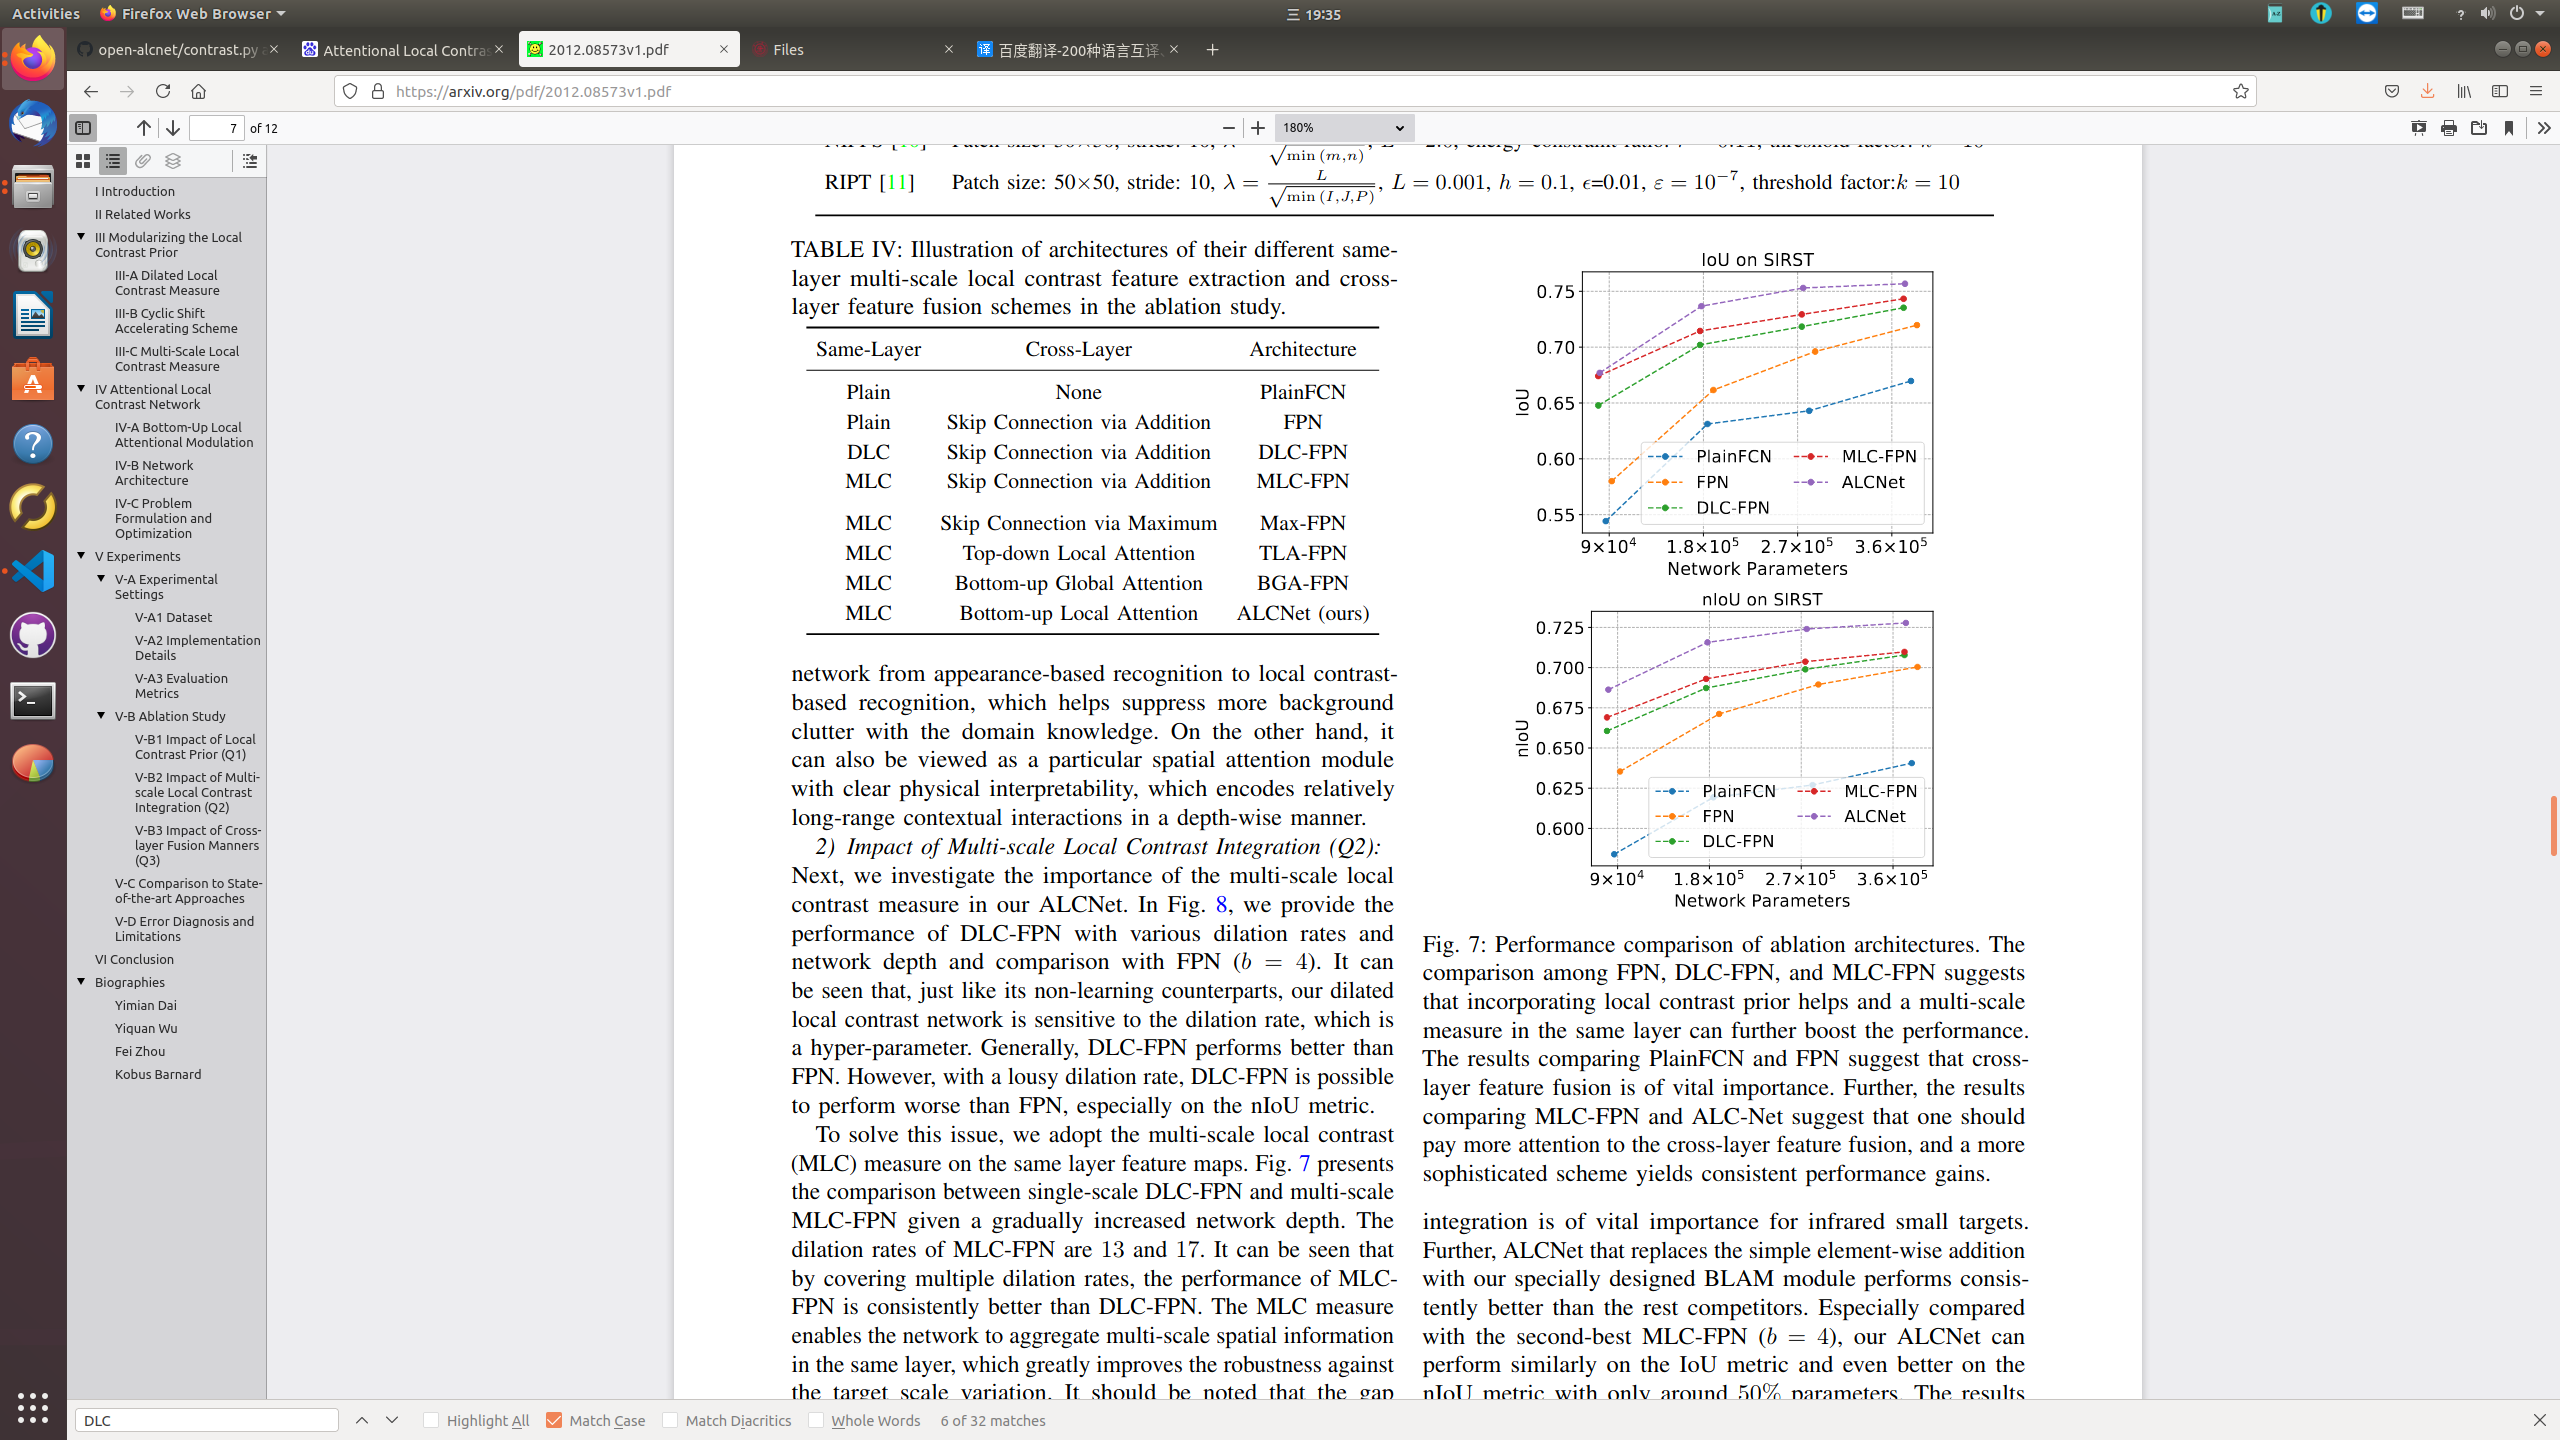 Activities
Firefox Web Browser
三 19:35
open-alcnet/contrast.py a
Attentional Local Contras
2012.08573v1.pdf
Files
百度翻译-200种语言互译、
https://arxiv.org/pdf/2012.08573v1.pdf
7 of 12
180%
I Introduction
II Related Works
III Modularizing the Local
Contrast Prior
III-A Dilated Local
Contrast Measure
III-B Cyclic Shift
Accelerating Scheme
III-C Multi-Scale Local
Contrast Measure
IV Attentional Local
Contrast Network
IV-A Bottom-Up Local
Attentional Modulation
IV-B Network
Architecture
IV-C Problem
Formulation and
Optimization
V Experiments
V-A Experimental
Settings
V-A1 Dataset
V-A2 Implementation
Details
V-A3 Evaluation
Metrics
V-B Ablation Study
V-B1 Impact of Local
Contrast Prior (Q1)
V-B2 Impact of Multi-
scale Local Contrast
Integration (Q2)
V-B3 Impact of Cross-
layer Fusion Manners
(Q3)
V-C Comparison to State-
of-the-art Approaches
V-D Error Diagnosis and
Limitations
VI Conclusion
Biographies
Yimian Dai
Yiquan Wu
Fei Zhou
Kobus Barnard
RIPT [11] Patch size: 50×50, stride: 10, λ = L/√min (I,J,P), L = 0.001, h = 0.1, ϵ=0.01, ε = 10⁻⁷, threshold factor:k = 10
TABLE IV: Illustration of architectures of their different same-
layer multi-scale local contrast feature extraction and cross-
layer feature fusion schemes in the ablation study.
Same-Layer Cross-Layer Architecture
Plain None PlainFCN
Plain Skip Connection via Addition FPN
DLC Skip Connection via Addition DLC-FPN
MLC Skip Connection via Addition MLC-FPN
MLC Skip Connection via Maximum Max-FPN
MLC Top-down Local Attention TLA-FPN
MLC Bottom-up Global Attention BGA-FPN
MLC Bottom-up Local Attention ALCNet (ours)
network from appearance-based recognition to local contrast-
based recognition, which helps suppress more background
clutter with the domain knowledge. On the other hand, it
can also be viewed as a particular spatial attention module
with clear physical interpretability, which encodes relatively
long-range contextual interactions in a depth-wise manner.
2) Impact of Multi-scale Local Contrast Integration (Q2):
Next, we investigate the importance of the multi-scale local
contrast measure in our ALCNet. In Fig. 8, we provide the
performance of DLC-FPN with various dilation rates and
network depth and comparison with FPN (b = 4). It can
be seen that, just like its non-learning counterparts, our dilated
local contrast network is sensitive to the dilation rate, which is
a hyper-parameter. Generally, DLC-FPN performs better than
FPN. However, with a lousy dilation rate, DLC-FPN is possible
to perform worse than FPN, especially on the nIoU metric.
To solve this issue, we adopt the multi-scale local contrast
(MLC) measure on the same layer feature maps. Fig. 7 presents
the comparison between single-scale DLC-FPN and multi-scale
MLC-FPN given a gradually increased network depth. The
dilation rates of MLC-FPN are 13 and 17. It can be seen that
by covering multiple dilation rates, the performance of MLC-
FPN is consistently better than DLC-FPN. The MLC measure
enables the network to aggregate multi-scale spatial information
in the same layer, which greatly improves the robustness against
the target scale variation. It should be noted that the gap
IoU on SIRST
0.75
0.70
0.65
0.60
0.55
IoU
PlainFCN MLC-FPN
FPN ALCNet
DLC-FPN
9×10⁴ 1.8×10⁵ 2.7×10⁵ 3.6×10⁵
Network Parameters
nIoU on SIRST
0.725
0.700
0.675
0.650
0.625
0.600
nIoU
PlainFCN MLC-FPN
FPN ALCNet
DLC-FPN
9×10⁴ 1.8×10⁵ 2.7×10⁵ 3.6×10⁵
Network Parameters
Fig. 7: Performance comparison of ablation architectures. The
comparison among FPN, DLC-FPN, and MLC-FPN suggests
that incorporating local contrast prior helps and a multi-scale
measure in the same layer can further boost the performance.
The results comparing PlainFCN and FPN suggest that cross-
layer feature fusion is of vital importance. Further, the results
comparing MLC-FPN and ALC-Net suggest that one should
pay more attention to the cross-layer feature fusion, and a more
sophisticated scheme yields consistent performance gains.
integration is of vital importance for infrared small targets.
Further, ALCNet that replaces the simple element-wise addition
with our specially designed BLAM module performs consis-
tently better than the rest competitors. Especially compared
with the second-best MLC-FPN (b = 4), our ALCNet can
perform similarly on the IoU metric and even better on the
nIoU metric with only around 50% parameters. The results
DLC
Highlight All
Match Case
Match Diacritics
Whole Words
6 of 32 matches